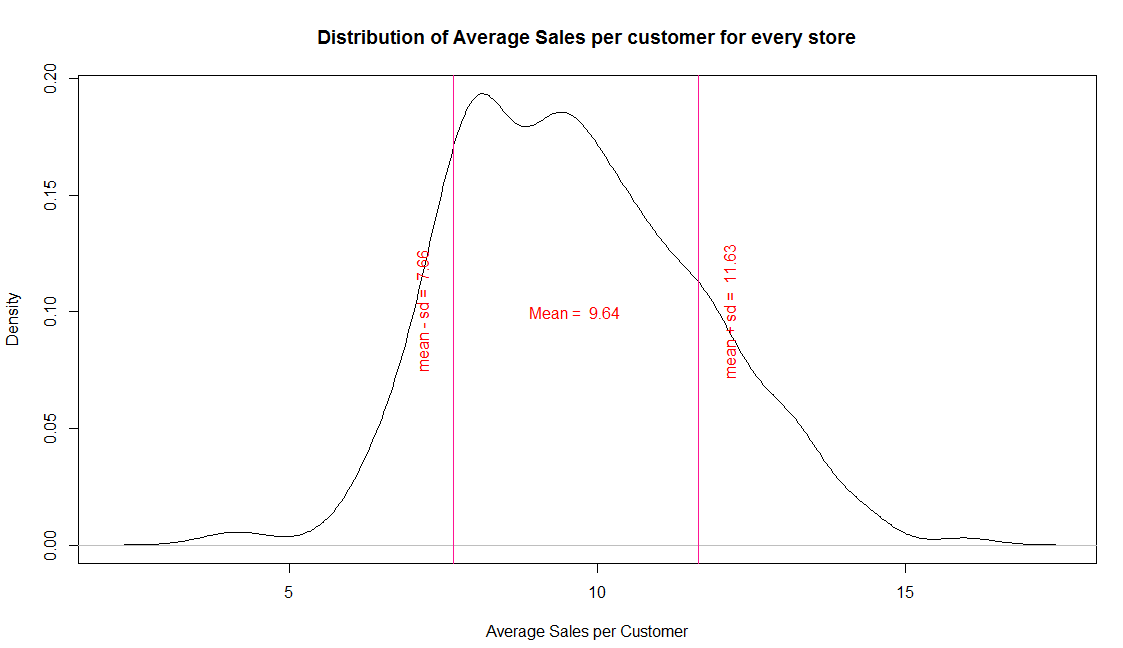 Distribution of Average Sales per customer for every store
Density
0.00
0.05
0.10
0.15
0.20
mean - sd = 7.66
Mean = 9.64
mean + sd = 11.63
5
10
15
Average Sales per Customer